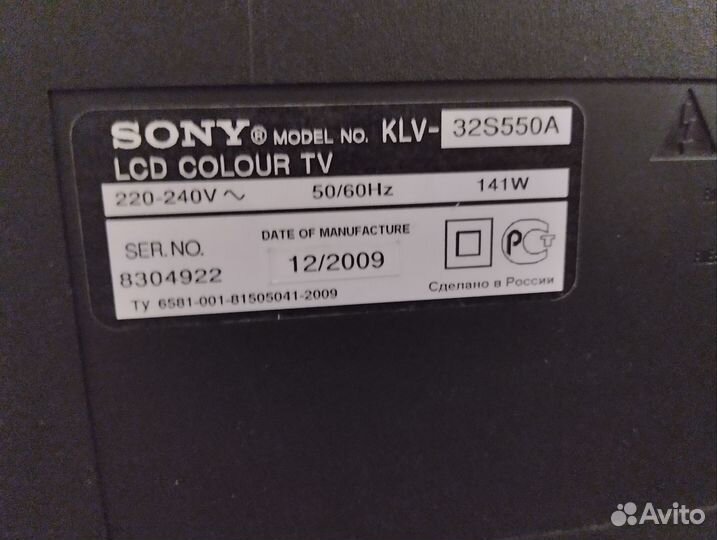 SONY® MODEL NO. KLV-32S550A
LCD COLOUR TV
220-240V ~ 50/60Hz 141W
SER.NO. DATE OF MANUFACTURE
8304922 12/2009
РСТ
ТУ 6581-001-81505041-2009
Сделано в России
Avito